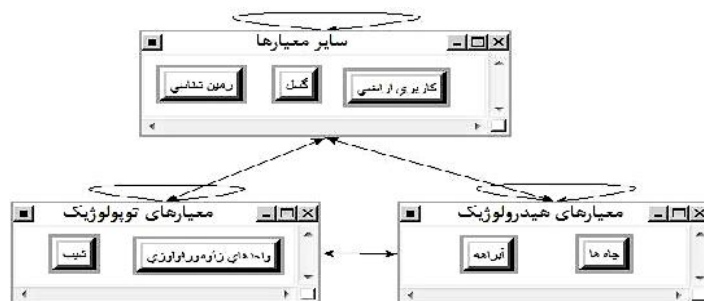 سایر معیارها
کاربری اراضی
گسل
زمین شناسی
معیارهای توپولوژیک
واحدهای ژئومورفولوژی
شیب
معیارهای هیدرولوژیک
چاه ها
آبراهه